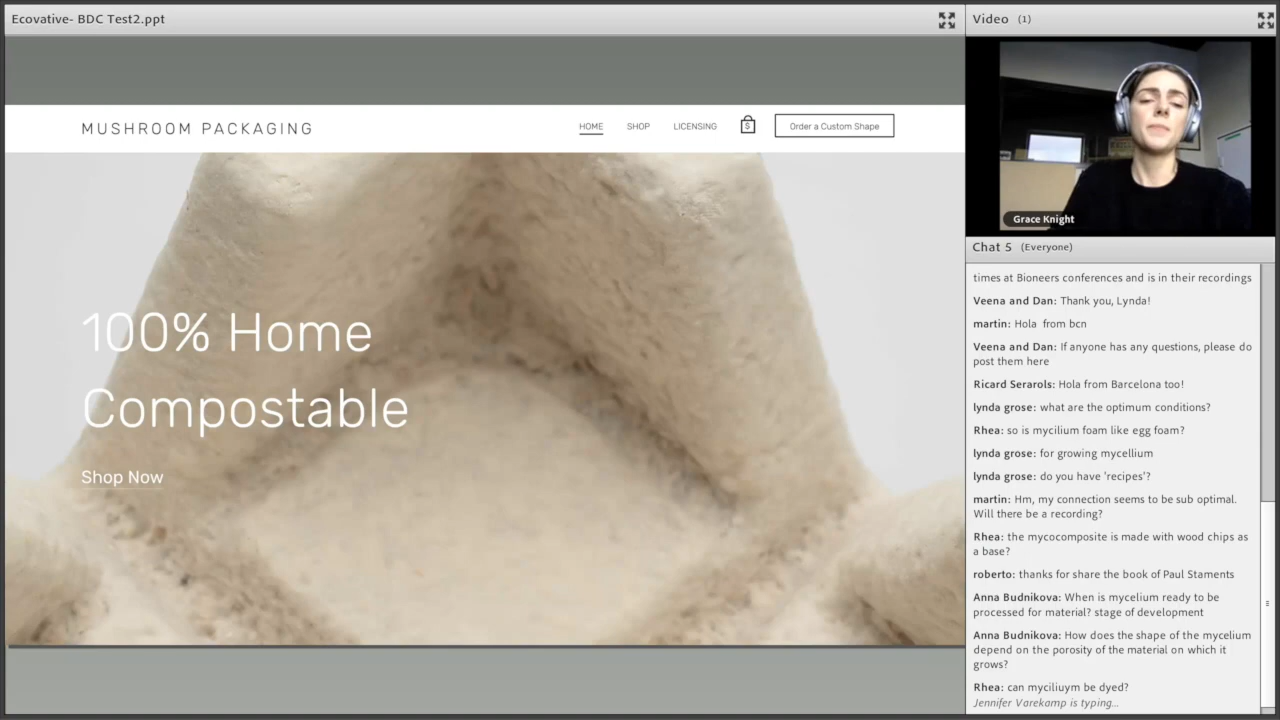 Ecovative- BDC Test2.ppt
MUSHROOM PACKAGING
HOME
SHOP
LICENSING
$
Order a Custom Shape
100% Home
Compostable
Shop Now
Video (1)
Grace Knight
Chat 5 (Everyone)
times at Bioneers conferences and is in their recordings
Veena and Dan: Thank you, Lynda!
martin: Hola from bcn
Veena and Dan: If anyone has any questions, please do
post them here
Ricard Serarols: Hola from Barcelona too!
lynda grose: what are the optimum conditions?
Rhea: so is mycilium foam like egg foam?
lynda grose: for growing mycellium
lynda grose: do you have 'recipes'?
martin: Hm, my connection seems to be sub optimal.
Will there be a recording?
Rhea: the mycocomposite is made with wood chips as
a base?
roberto: thanks for share the book of Paul Staments
Anna Budnikova: When is mycelium ready to be
processed for material? stage of development
Anna Budnikova: How does the shape of the mycelium
depend on the porosity of the material on which it
grows?
Rhea: can myciliuym be dyed?
Jennifer Varekamp is typing...